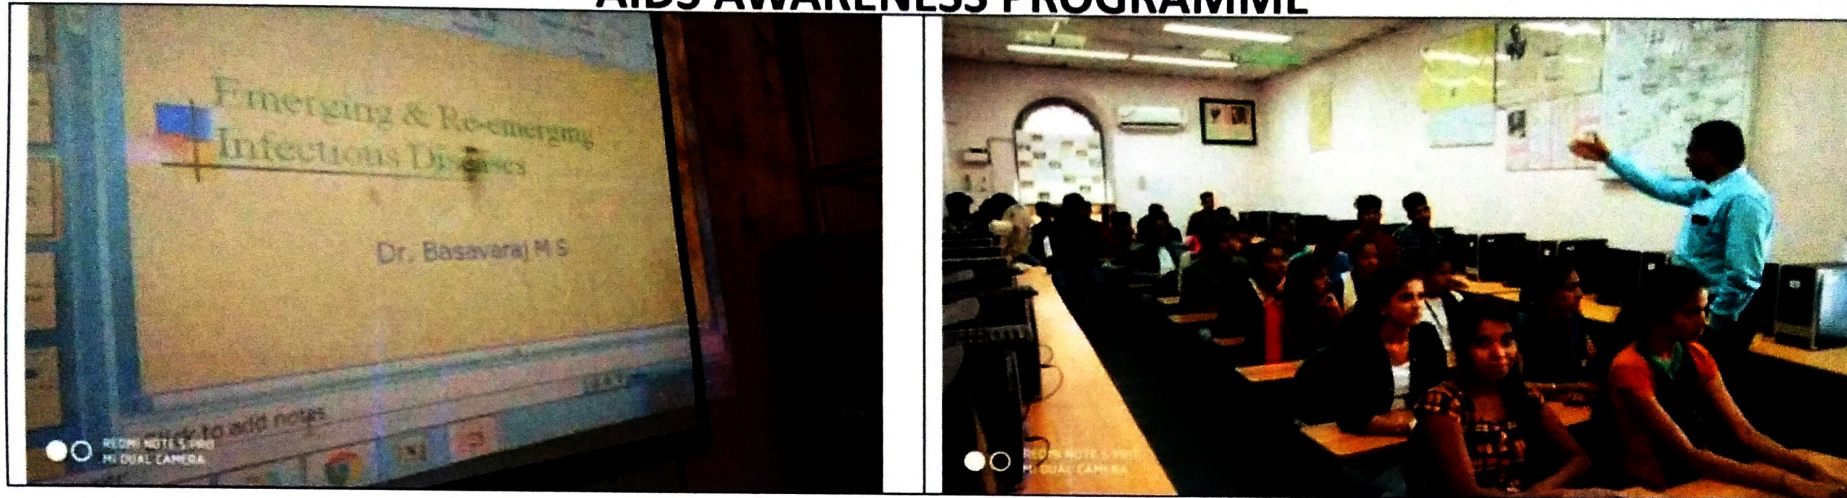 AIDS AWARENESS PROGRAMME
Emerging & Re-emerging
Infectious Diseases
Dr. Basavaraj M S
Click to add notes
REDMI NOTE 5 PRO
MI DUAL CAMERA
REDMI NOTE 5 PRO
MI DUAL CAMERA